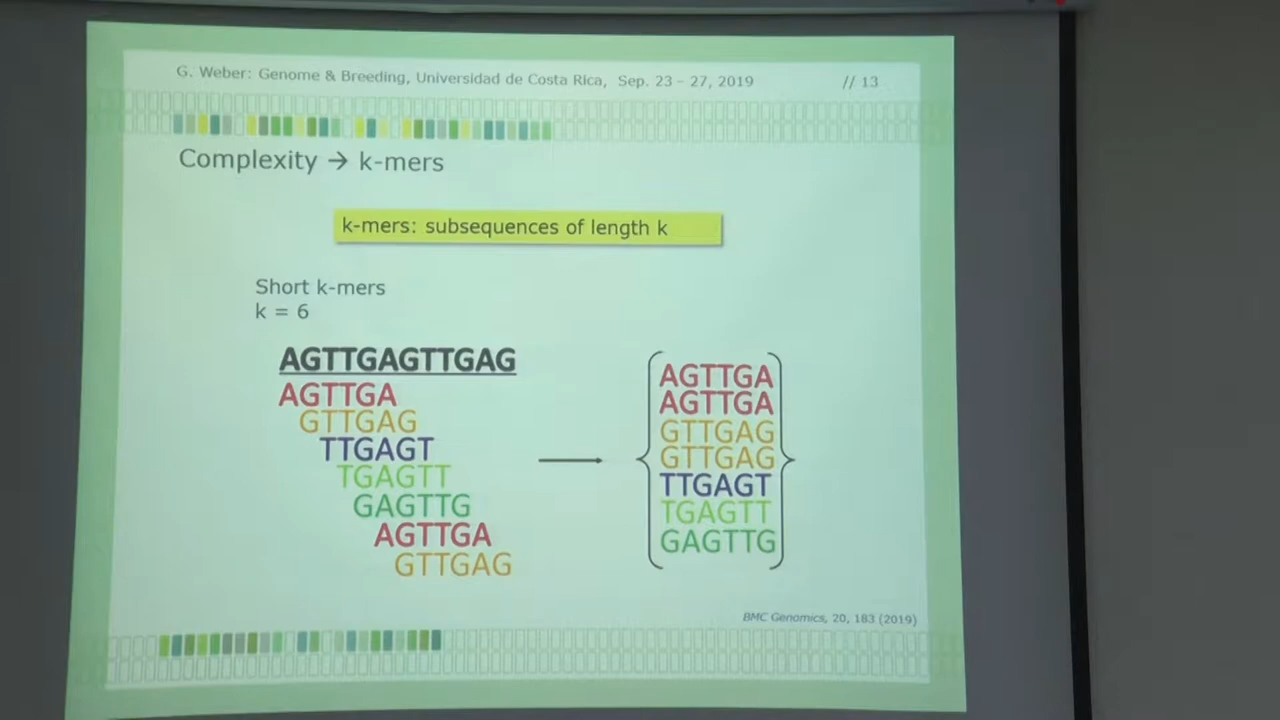 G. Weber: Genome & Breeding, Universidad de Costa Rica, Sep. 23 – 27, 2019 // 13
Complexity → k-mers
k-mers: subsequences of length k
Short k-mers
k = 6
AGTTGAGTTGAG
AGTTGA
GTTGAG
TTGAGT
TGAGTT
GAGTTG
AGTTGA
GTTGAG
AGTTGA
AGTTGA
GTTGAG
GTTGAG
TTGAGT
TGAGTT
GAGTTG
BMC Genomics, 20, 183 (2019)